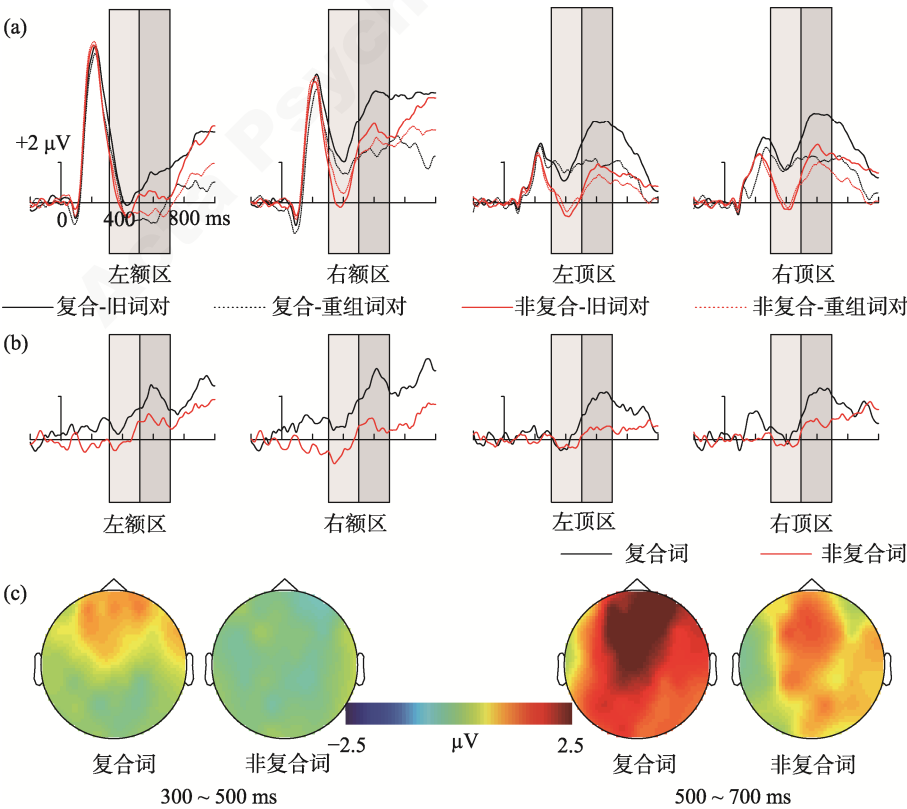 (a)
Acta Psych
+2 μV
0 400 800 ms
左额区 右额区 左顶区 右顶区
复合-旧词对 复合-重组词对 非复合-旧词对 非复合-重组词对
(b)
左额区 右额区 左顶区 右顶区
复合词 非复合词
(c)
−2.5 μV 2.5
复合词 非复合词 复合词 非复合词
300 ~ 500 ms 500 ~ 700 ms